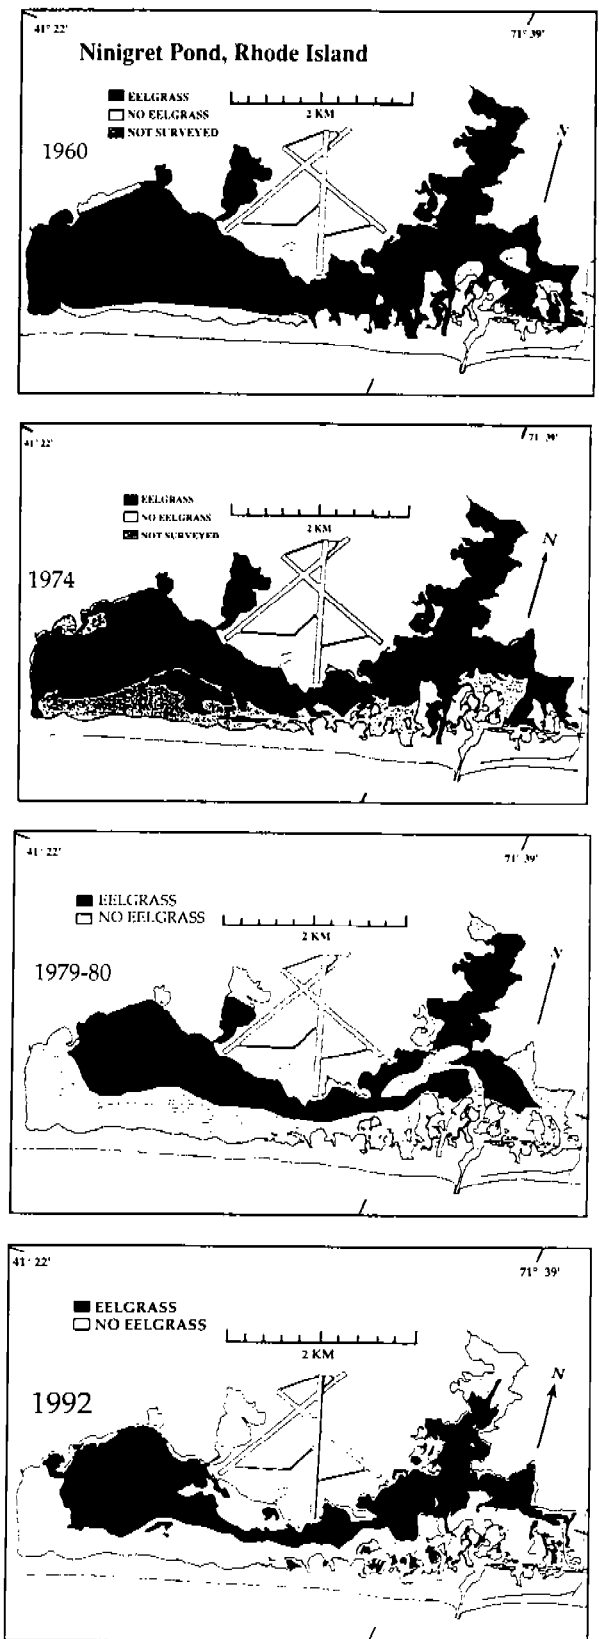 41° 22'
71° 39'
Ninigret Pond, Rhode Island
EELGRASS
NO EELGRASS
NOT SURVEYED
2 KM
1960
N
41° 22'
71° 39'
EELGRASS
NO EELGRASS
NOT SURVEYED
2 KM
1974
N
41° 22'
71° 39'
EELGRASS
NO EELGRASS
2 KM
1979-80
N
41° 22'
71° 39'
EELGRASS
NO EELGRASS
2 KM
1992
N